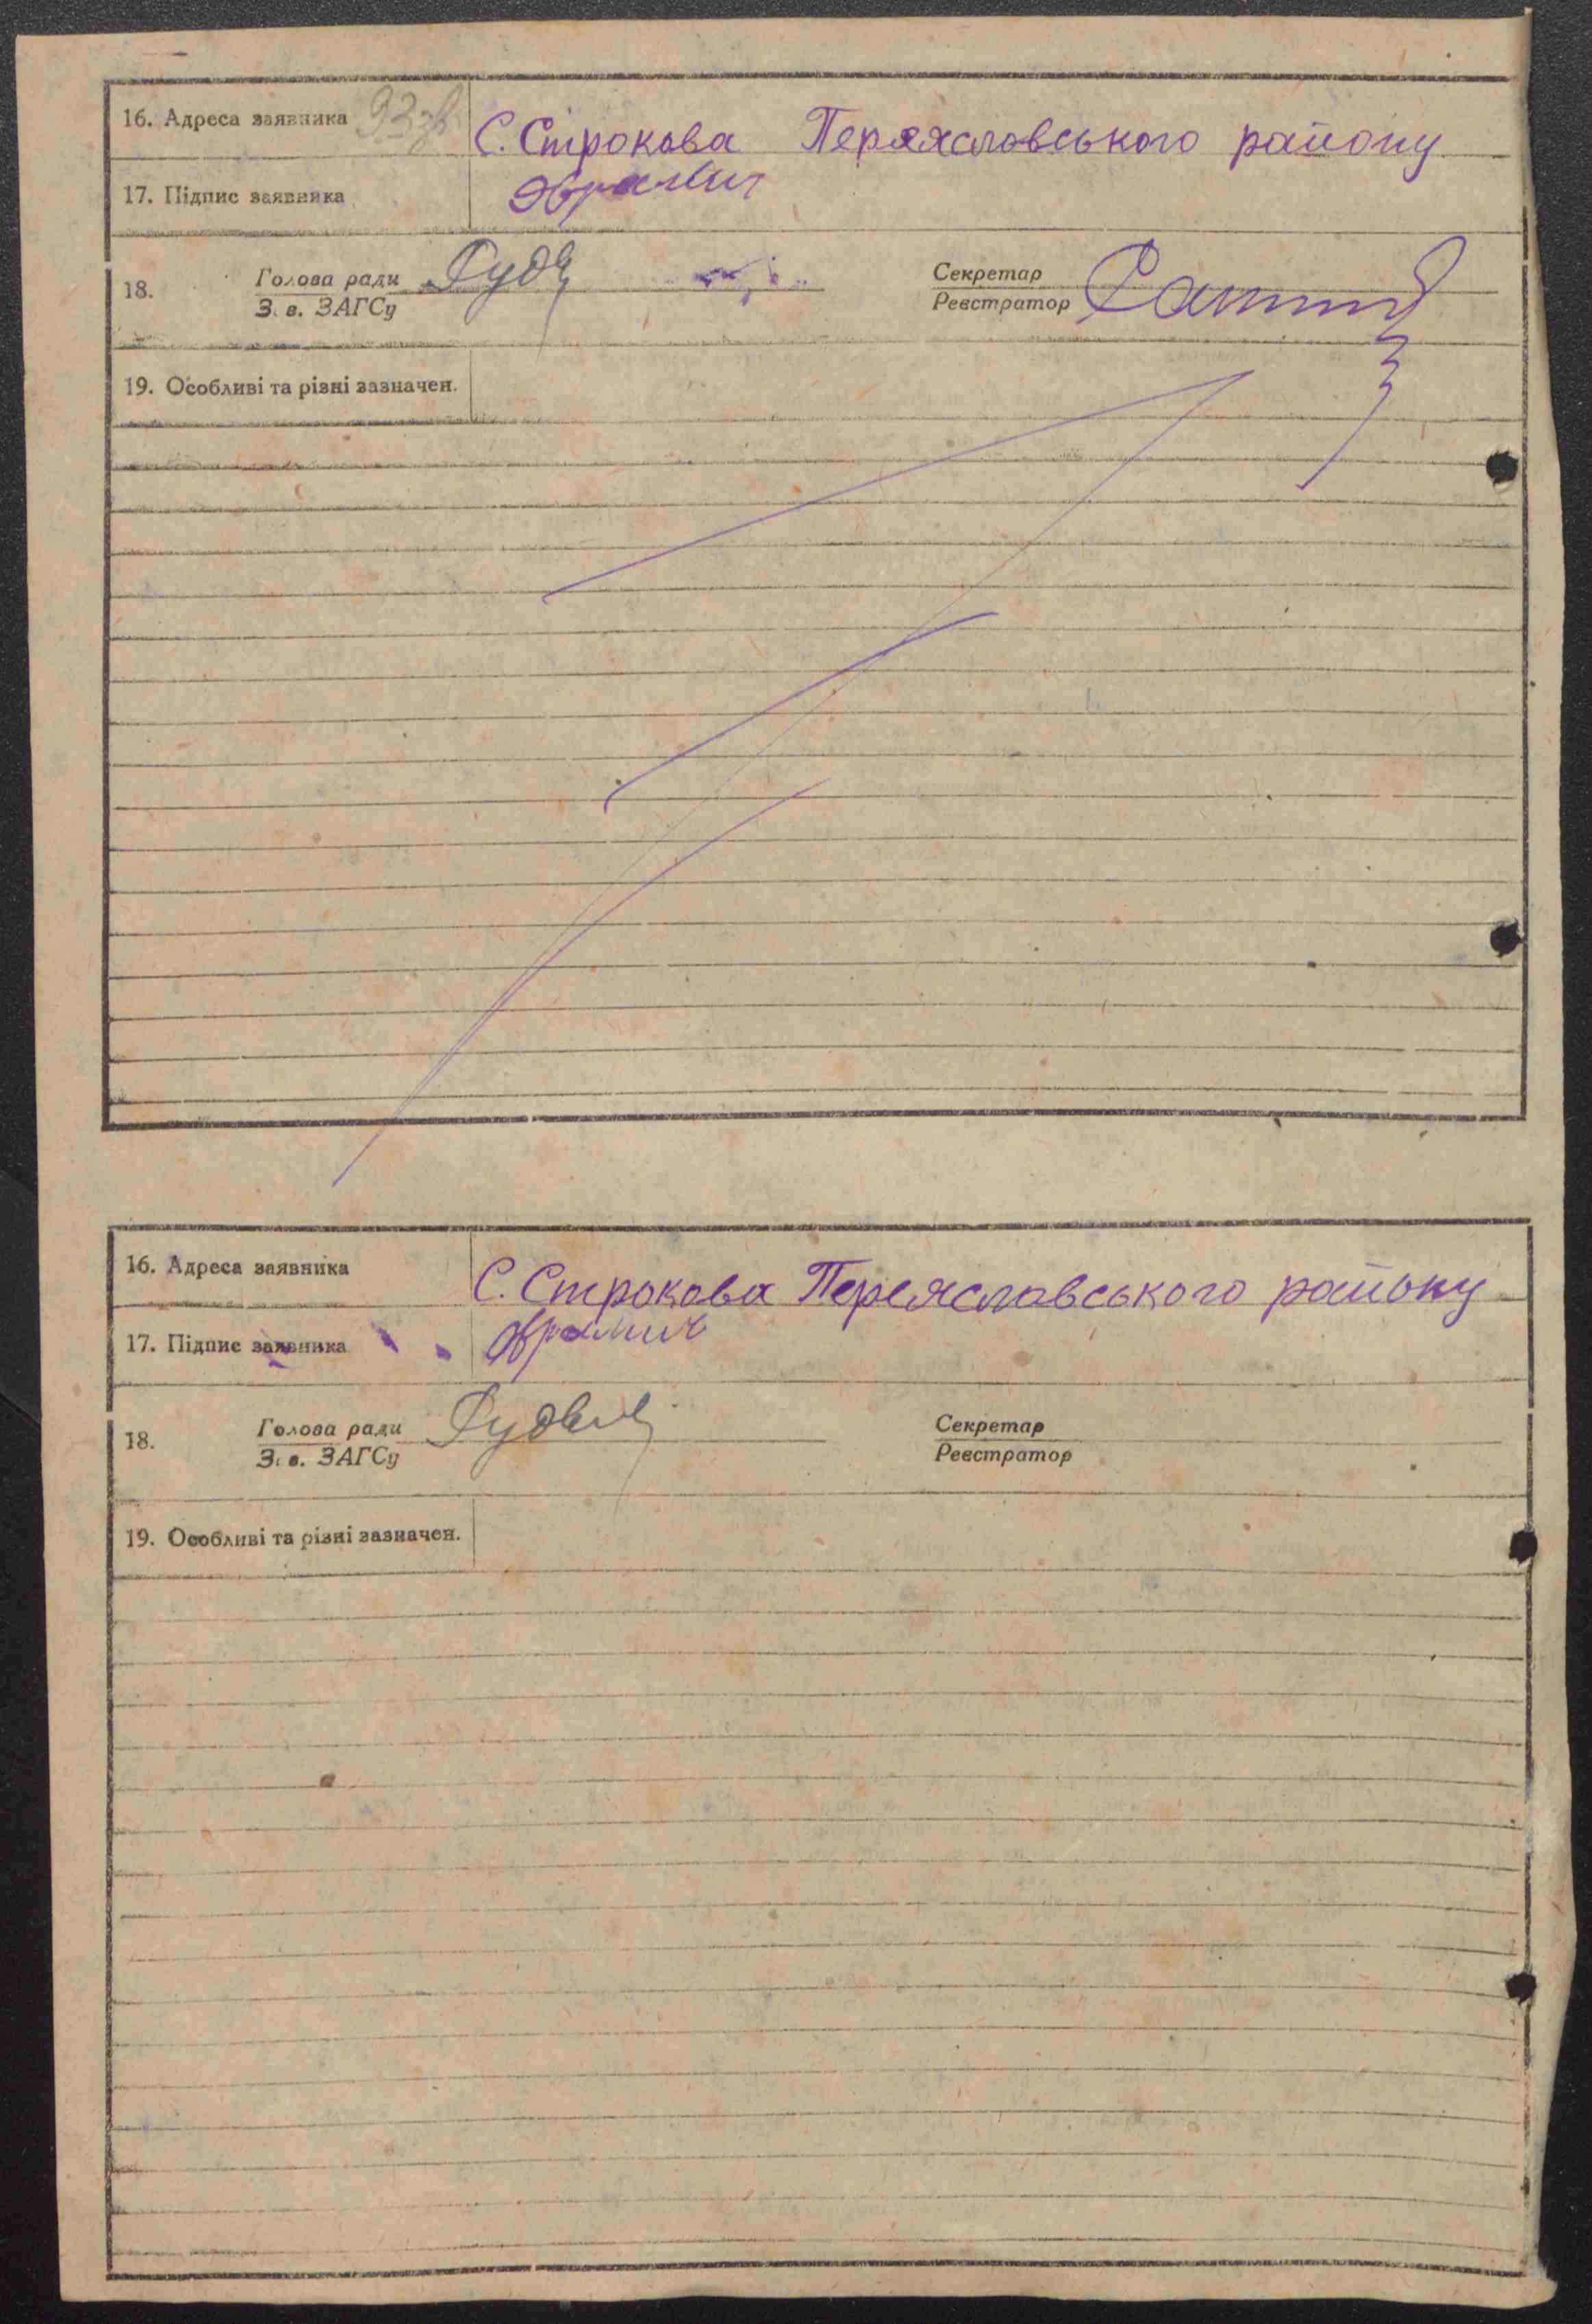 16. Адреса заявника 93 зв С. Строкова Переяславського району
17. Підпис заявника
18. Голова ради Секретар
З. в. ЗАГСу Реєстратор
19. Особливі та різні зазначен.
16. Адреса заявника С. Строкова Переяславського району
17. Підпис заявника
18. Голова ради Секретар
З. в. ЗАГСу Реєстратор
19. Особливі та різні зазначен.